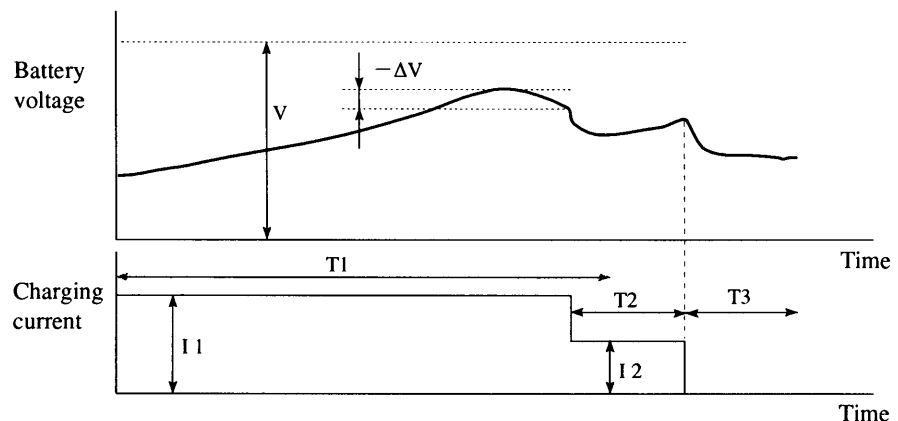 Battery
voltage
−ΔV
V
Time
T1
Charging
current
T2
T3
I 1
I 2
Time